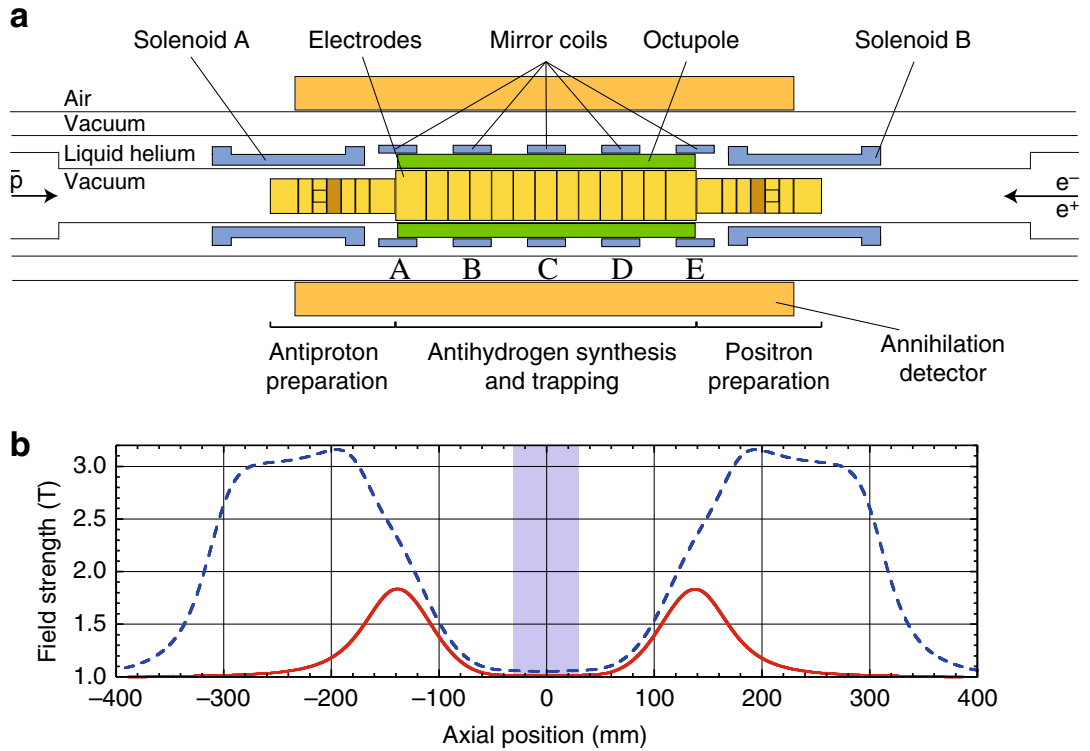 a
Solenoid A
Electrodes
Mirror coils
Octupole
Solenoid B
Air
Vacuum
Liquid helium
Vacuum
p̄
e−
e+
A B C D E
Antiproton
preparation
Antihydrogen synthesis
and trapping
Positron
preparation
Annihilation
detector
b
Field strength (T)
3.0
2.5
2.0
1.5
1.0
−400 −300 −200 −100 0 100 200 300 400
Axial position (mm)